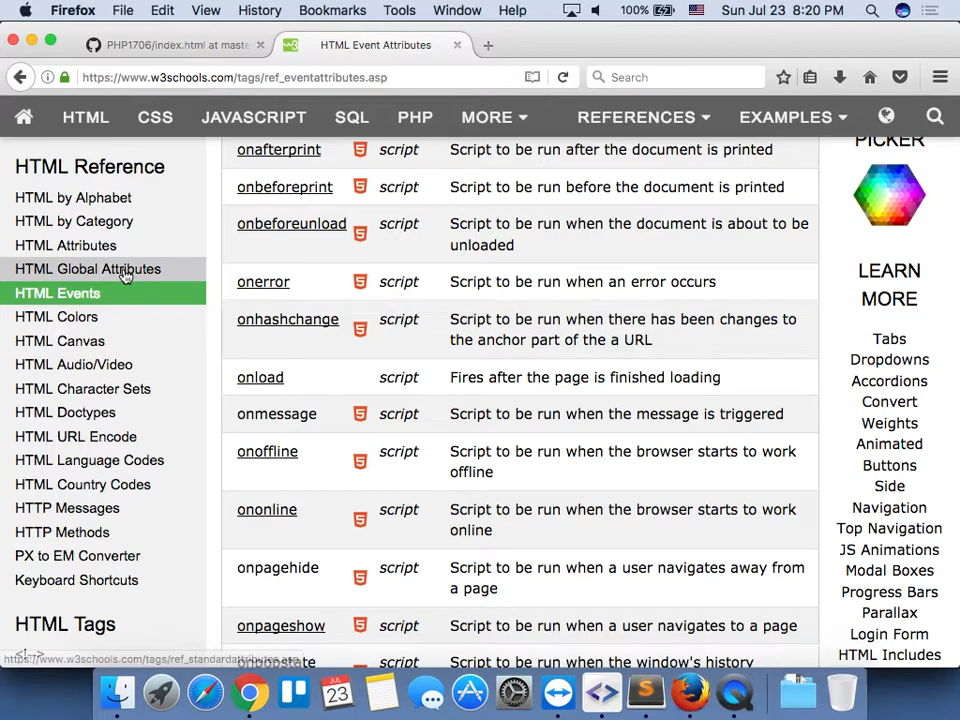 Firefox File Edit View History Bookmarks Tools Window Help 100% Sun Jul 23 8:20 PM
PHP1706/index.html at maste
HTML Event Attributes
https://www.w3schools.com/tags/ref_eventattributes.asp
Search
HTML CSS JAVASCRIPT SQL PHP MORE REFERENCES EXAMPLES
HTML Reference
HTML by Alphabet
HTML by Category
HTML Attributes
HTML Global Attributes
HTML Events
HTML Colors
HTML Canvas
HTML Audio/Video
HTML Character Sets
HTML Doctypes
HTML URL Encode
HTML Language Codes
HTML Country Codes
HTTP Messages
HTTP Methods
PX to EM Converter
Keyboard Shortcuts
HTML Tags
<!-->
https://www.w3schools.com/tags/ref_standardattributes.asp
onafterprint script Script to be run after the document is printed
onbeforeprint script Script to be run before the document is printed
onbeforeunload script Script to be run when the document is about to be
unloaded
onerror script Script to be run when an error occurs
onhashchange script Script to be run when there has been changes to
the anchor part of the a URL
onload script Fires after the page is finished loading
onmessage script Script to be run when the message is triggered
onoffline script Script to be run when the browser starts to work
offline
ononline script Script to be run when the browser starts to work
online
onpagehide script Script to be run when a user navigates away from
a page
onpageshow script Script to be run when a user navigates to a page
onpopstate script Script to be run when the window's history
PICKER
LEARN
MORE
Tabs
Dropdowns
Accordions
Convert
Weights
Animated
Buttons
Side
Navigation
Top Navigation
JS Animations
Modal Boxes
Progress Bars
Parallax
Login Form
HTML Includes
JUL
23